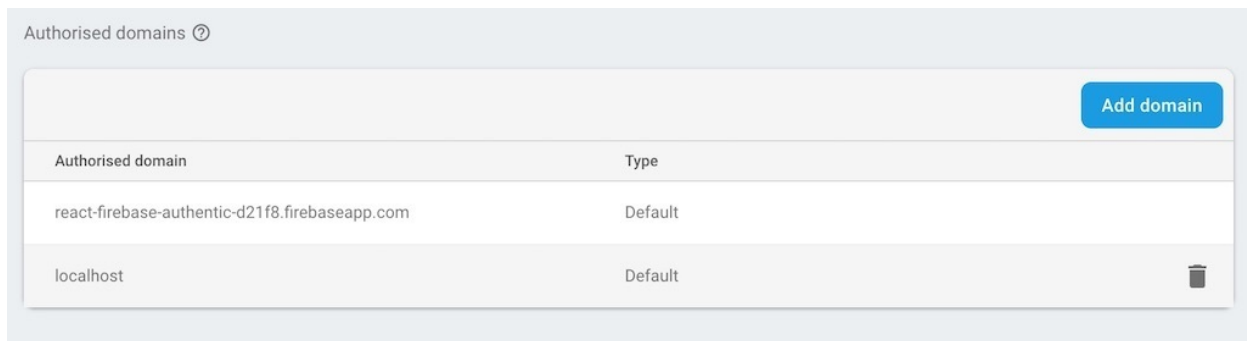 Authorised domains
Add domain
Authorised domain Type
react-firebase-authentic-d21f8.firebaseapp.com Default
localhost Default